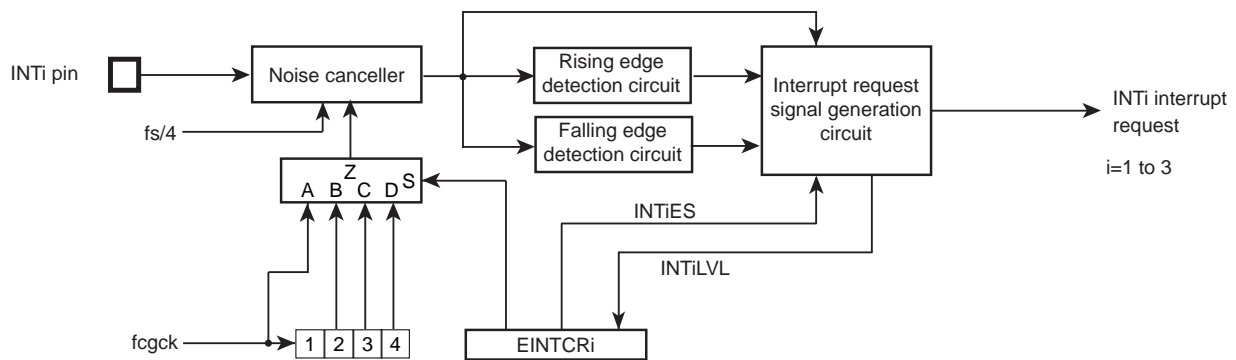 INTi pin
Noise canceller
Rising edge
detection circuit
Falling edge
detection circuit
Interrupt request
signal generation
circuit
INTi interrupt
request
i=1 to 3
fs/4
Z
S
A B C D
INTiES
INTiLVL
fcgck
1 2 3 4
EINTCRi